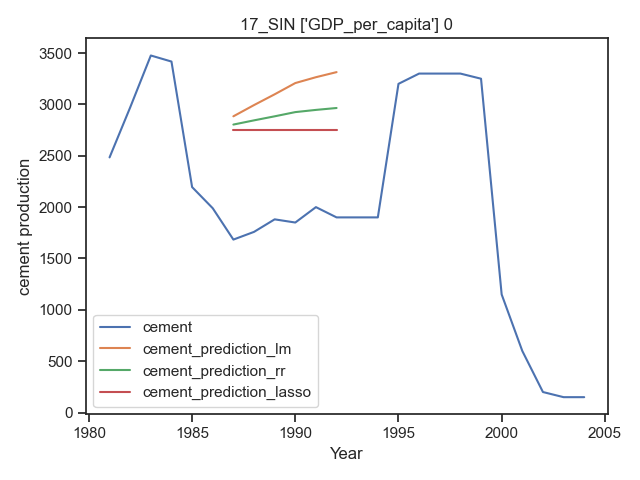 17_SIN ['GDP_per_capita'] 0
cement production
3500
3000
2500
2000
1500
1000
500
0
cement
cement_prediction_lm
cement_prediction_rr
cement_prediction_lasso
1980 1985 1990 1995 2000 2005
Year